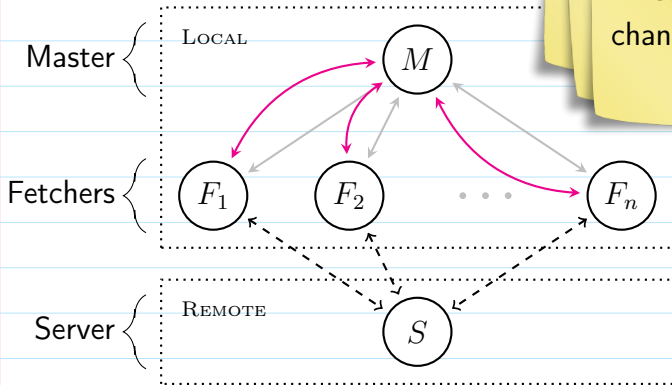 chan
LOCAL
Master
M
Fetchers
F₁ F₂ ··· Fₙ
REMOTE
Server
S